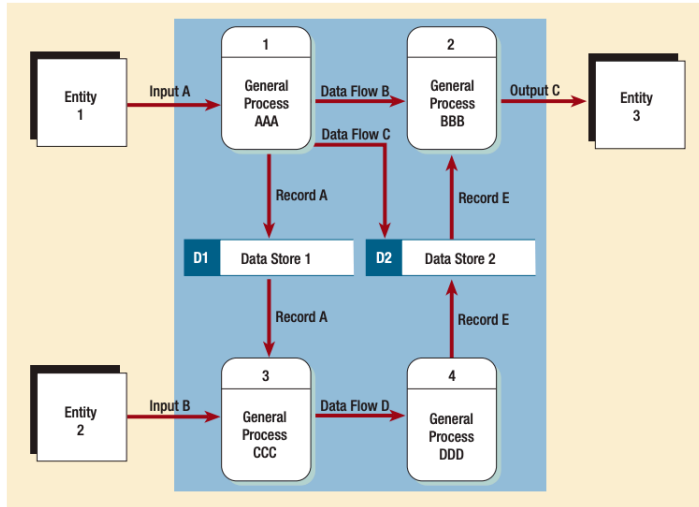 1
2
Entity
1
Input A
General
Process
AAA
Data Flow B
General
Process
BBB
Output C
Entity
3
Data Flow C
Record A
Record E
D1
Data Store 1
D2
Data Store 2
Record A
Record E
3
4
Entity
2
Input B
General
Process
CCC
Data Flow D
General
Process
DDD